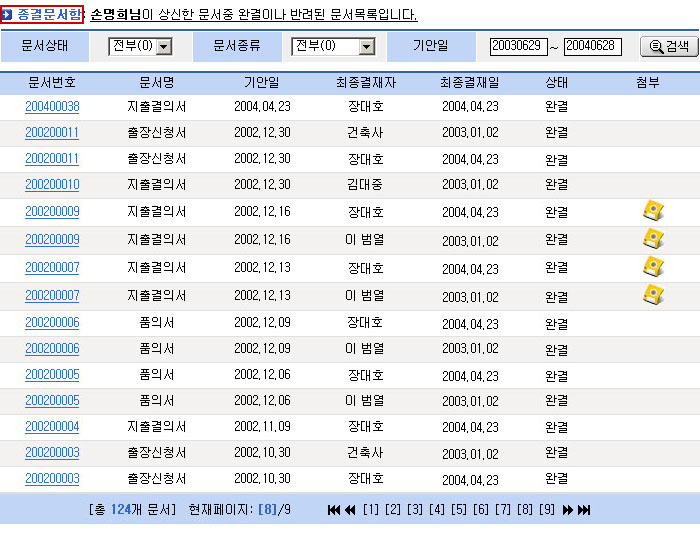 종결문서함: 손명희님이 상신한 문서중 완결이나 반려된 문서목록입니다.
문서상태 전부(0) 문서종류 전부(0) 기안일 20030629 ~ 20040628 검색
문서번호 문서명 기안일 최종결재자 최종결재일 상태 첨부
200400038 지출결의서 2004.04.23 장대호 2004.04.23 완결
200200011 출장신청서 2002.12.30 건축사 2003.01.02 완결
200200011 출장신청서 2002.12.30 장대호 2004.04.23 완결
200200010 지출결의서 2002.12.30 김대중 2003.01.02 완결
200200009 지출결의서 2002.12.16 장대호 2004.04.23 완결
200200009 지출결의서 2002.12.16 이 범열 2003.01.02 완결
200200007 지출결의서 2002.12.13 장대호 2004.04.23 완결
200200007 지출결의서 2002.12.13 이 범열 2003.01.02 완결
200200006 품의서 2002.12.09 장대호 2004.04.23 완결
200200006 품의서 2002.12.09 이 범열 2003.01.02 완결
200200005 품의서 2002.12.06 장대호 2004.04.23 완결
200200005 품의서 2002.12.06 이 범열 2003.01.02 완결
200200004 지출결의서 2002.11.09 장대호 2004.04.23 완결
200200003 출장신청서 2002.10.30 건축사 2003.01.02 완결
200200003 출장신청서 2002.10.30 장대호 2004.04.23 완결
[총 124개 문서] 현재페이지: [8]/9 [1] [2] [3] [4] [5] [6] [7] [8] [9]